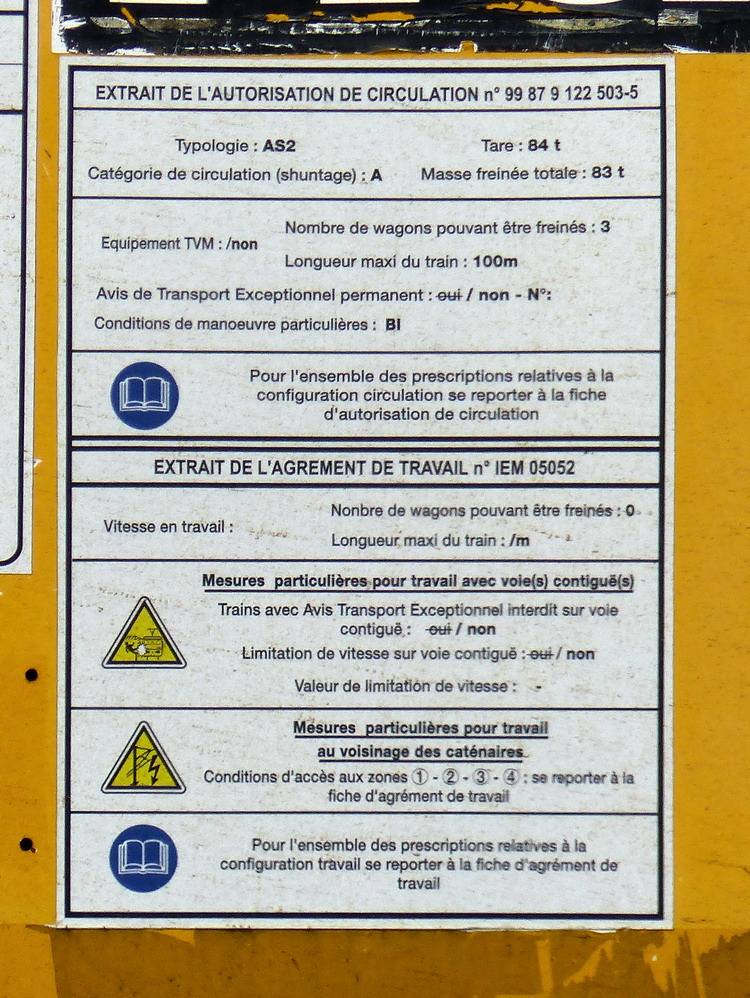 EXTRAIT DE L'AUTORISATION DE CIRCULATION n° 99 87 9 122 503-5
Typologie : AS2
Tare : 84 t
Catégorie de circulation (shuntage) : A
Masse freinée totale : 83 t
Equipement TVM : /non
Nombre de wagons pouvant être freinés : 3
Longueur maxi du train : 100m
Avis de Transport Exceptionnel permanent : oui / non - N°:
Conditions de manoeuvre particulières : BI
Pour l'ensemble des prescriptions relatives à la
configuration circulation se reporter à la fiche
d'autorisation de circulation
EXTRAIT DE L'AGREMENT DE TRAVAIL n° IEM 05052
Vitesse en travail :
Nonbre de wagons pouvant être freinés : 0
Longueur maxi du train : /m
Mesures particulières pour travail avec voie(s) contiguë(s)
Trains avec Avis Transport Exceptionnel interdit sur voie
contiguë : oui / non
Limitation de vitesse sur voie contiguë : oui / non
Valeur de limitation de vitesse : -
Mesures particulières pour travail
au voisinage des caténaires
Conditions d'accès aux zones ① - ② - ③ - ④ : se reporter à la
fiche d'agrément de travail
Pour l'ensemble des prescriptions relatives à la
configuration travail se reporter à la fiche d'agrément de
travail